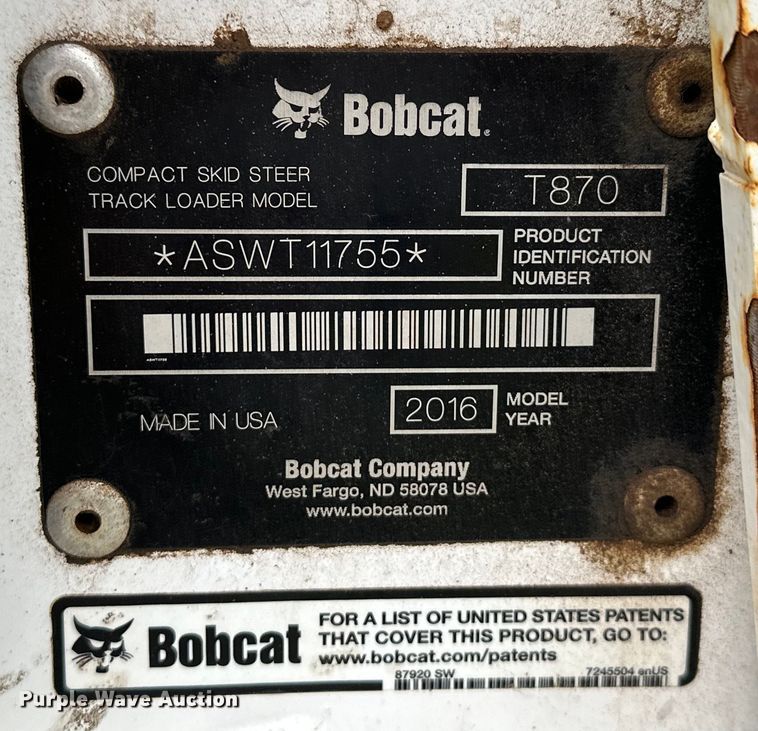 Bobcat®
COMPACT SKID STEER
TRACK LOADER MODEL
T870
*ASWT11755*
PRODUCT
IDENTIFICATION
NUMBER
ASWT11755
MADE IN USA
2016
MODEL
YEAR
Bobcat Company
West Fargo, ND 58078 USA
www.bobcat.com
Bobcat
FOR A LIST OF UNITED STATES PATENTS
THAT COVER THIS PRODUCT, GO TO:
www.bobcat.com/patents
87920 SW
7245504 enUS
Purple Wave Auction